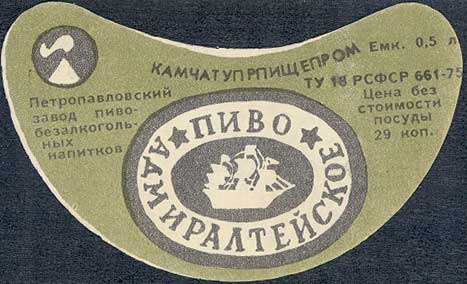 КАМЧАТУПРПИЩЕПРОМ
Емк. 0,5 л
ТУ 18 РСФСР 661-75
Цена без
стоимости
посуды
29 коп.
Петропавловский
завод пиво-
безалкоголь-
ных
напитков
ПИВО
АДМИРАЛТЕЙСКОЕ